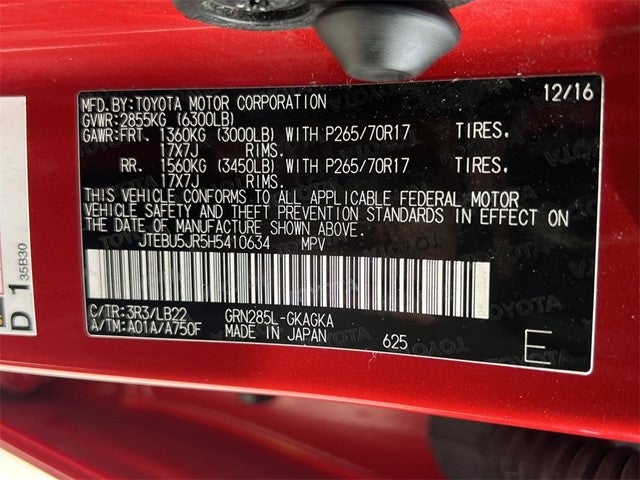 MFD.BY:TOYOTA MOTOR CORPORATION 12/16
GVWR:2855KG (6300LB)
GAWR:FRT. 1360KG (3000LB) WITH P265/70R17 TIRES.
17X7J RIMS.
RR. 1560KG (3450LB) WITH P265/70R17 TIRES.
17X7J RIMS.
THIS VEHICLE CONFORMS TO ALL APPLICABLE FEDERAL MOTOR
VEHICLE SAFETY AND THEFT PREVENTION STANDARDS IN EFFECT ON
THE DATE OF MANUFACTURE SHOWN ABOVE.
JTEBU5JR5H5410634 MPV
C/TR:3R3/LB22 GRN285L-GKAGKA
A/TM:A01A/A750F MADE IN JAPAN 625 E
D 1 35B30